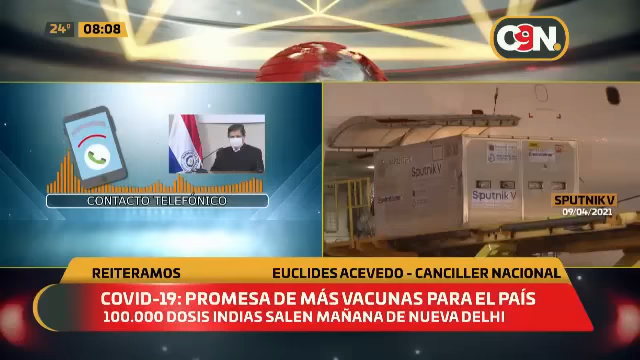 24° 08:08
C9N.
CONTACTO TELEFÓNICO
Sputnik V
SputnikV
SPUTNIK V
09/04/2021
REITERAMOS
EUCLIDES ACEVEDO - CANCILLER NACIONAL
COVID-19: PROMESA DE MÁS VACUNAS PARA EL PAÍS
100.000 DOSIS INDIAS SALEN MAÑANA DE NUEVA DELHI